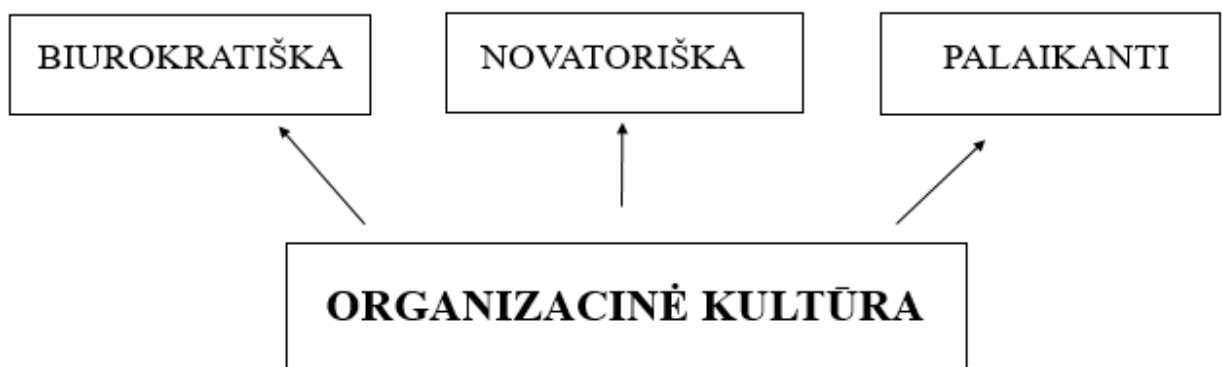 BIUROKRATIŠKA
NOVATORIŠKA
PALAIKANTI
ORGANIZACINĖ KULTŪRA